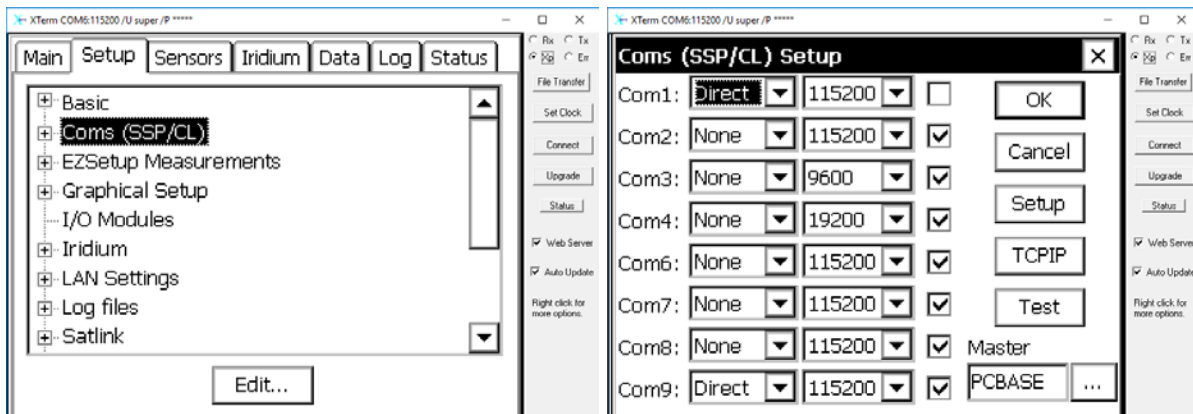 XTerm COM6:115200 /U super /P *****
Main Setup Sensors Iridium Data Log Status
Basic
Coms (SSP/CL)
EZSetup Measurements
Graphical Setup
I/O Modules
Iridium
LAN Settings
Log files
Satlink
Edit...
Rx Tx
Xp Err
File Transfer
Set Clock
Connect
Upgrade
Status
Web Server
Auto Update
Right click for
more options.
XTerm COM6:115200 /U super /P *****
Coms (SSP/CL) Setup
Com1: Direct 115200
Com2: None 115200
Com3: None 9600
Com4: None 19200
Com6: None 115200
Com7: None 115200
Com8: None 115200
Com9: Direct 115200
OK
Cancel
Setup
TCPIP
Test
Master
PCBASE ...
Rx Tx
Xp Err
File Transfer
Set Clock
Connect
Upgrade
Status
Web Server
Auto Update
Right click for
more options.